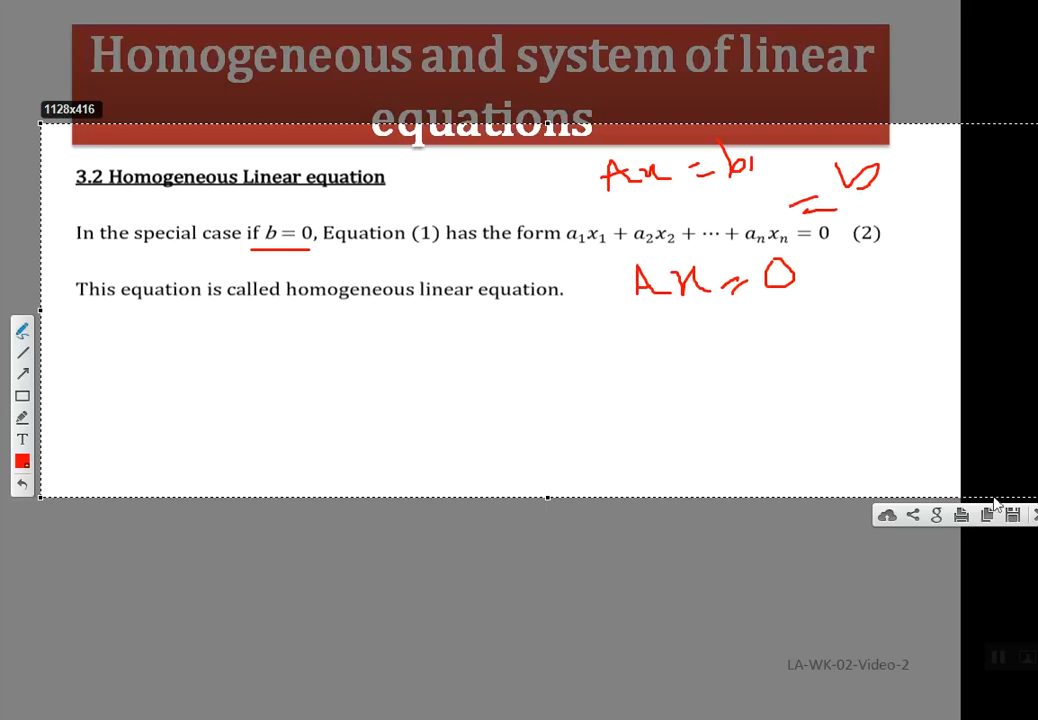 Homogeneous and system of linear
equations
1128x416
Ax = b
= b
3.2 Homogeneous Linear equation
In the special case if b = 0, Equation (1) has the form a₁x₁ + a₂x₂ + ⋯ + aₙxₙ = 0 (2)
Ax = 0
This equation is called homogeneous linear equation.
T
g
LA-WK-02-Video-2